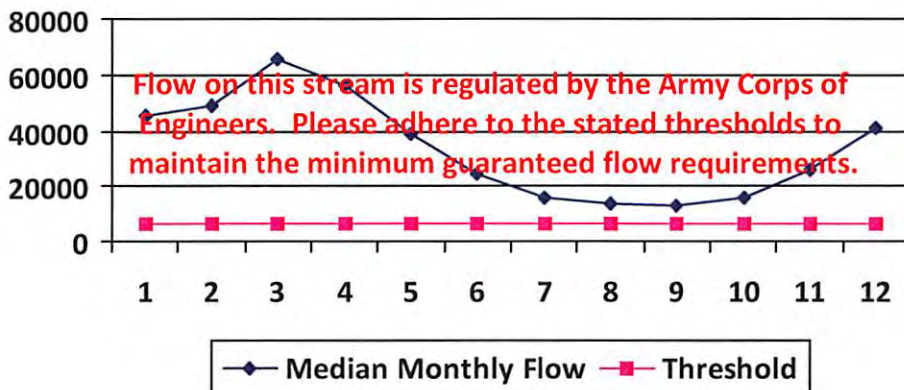 80000
60000
40000
20000
0
Flow on this stream is regulated by the Army Corps of
Engineers. Please adhere to the stated thresholds to
maintain the minimum guaranteed flow requirements.
1 2 3 4 5 6 7 8 9 10 11 12
Median Monthly Flow Threshold